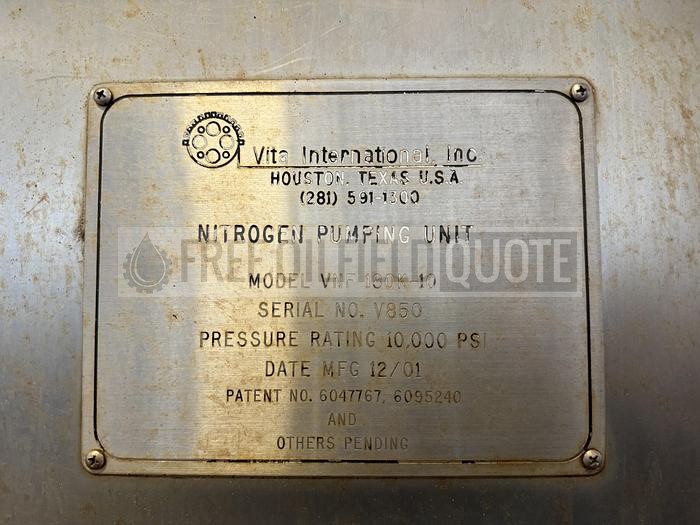 Vita International, Inc.
HOUSTON, TEXAS U.S.A.
(281) 591-1300
NITROGEN PUMPING UNIT
FREE OILFIELD QUOTE
MODEL VNF 180K-10
SERIAL NO. V850
PRESSURE RATING 10,000 PSI
DATE MFG 12/01
PATENT NO. 6047767, 6095240
AND
OTHERS PENDING